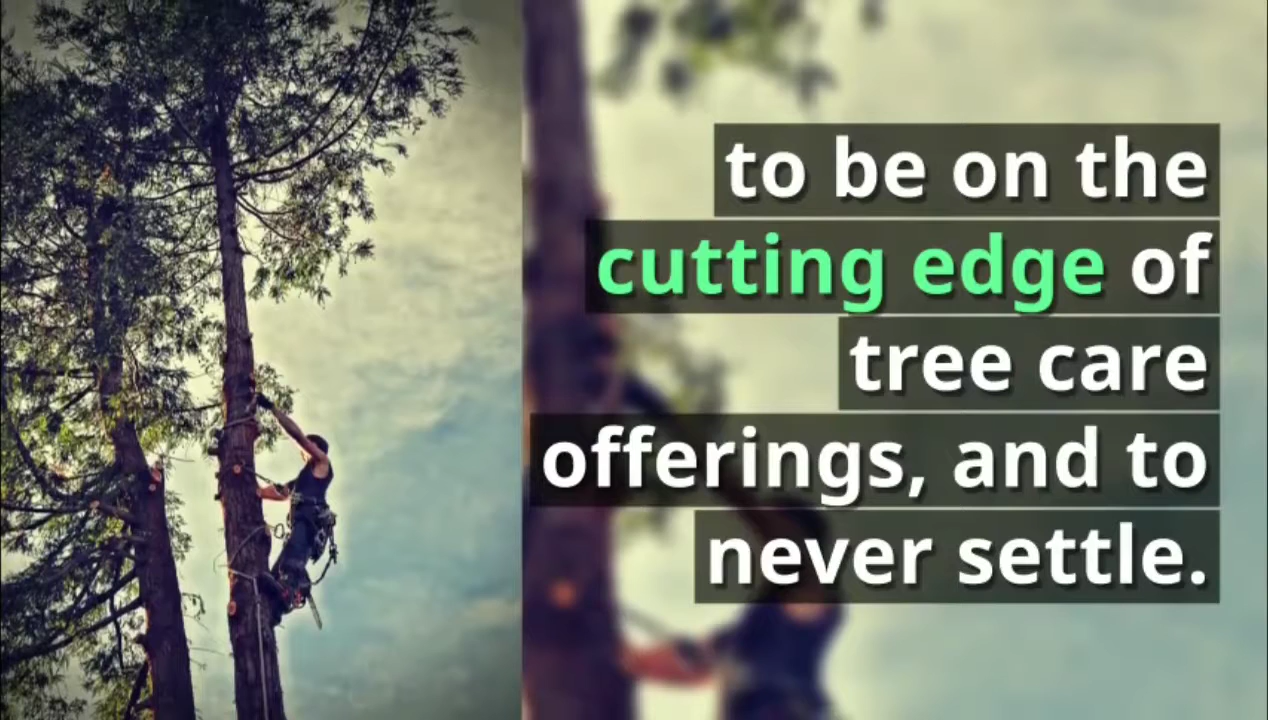 to be on the
cutting edge of
tree care
offerings, and to
never settle.